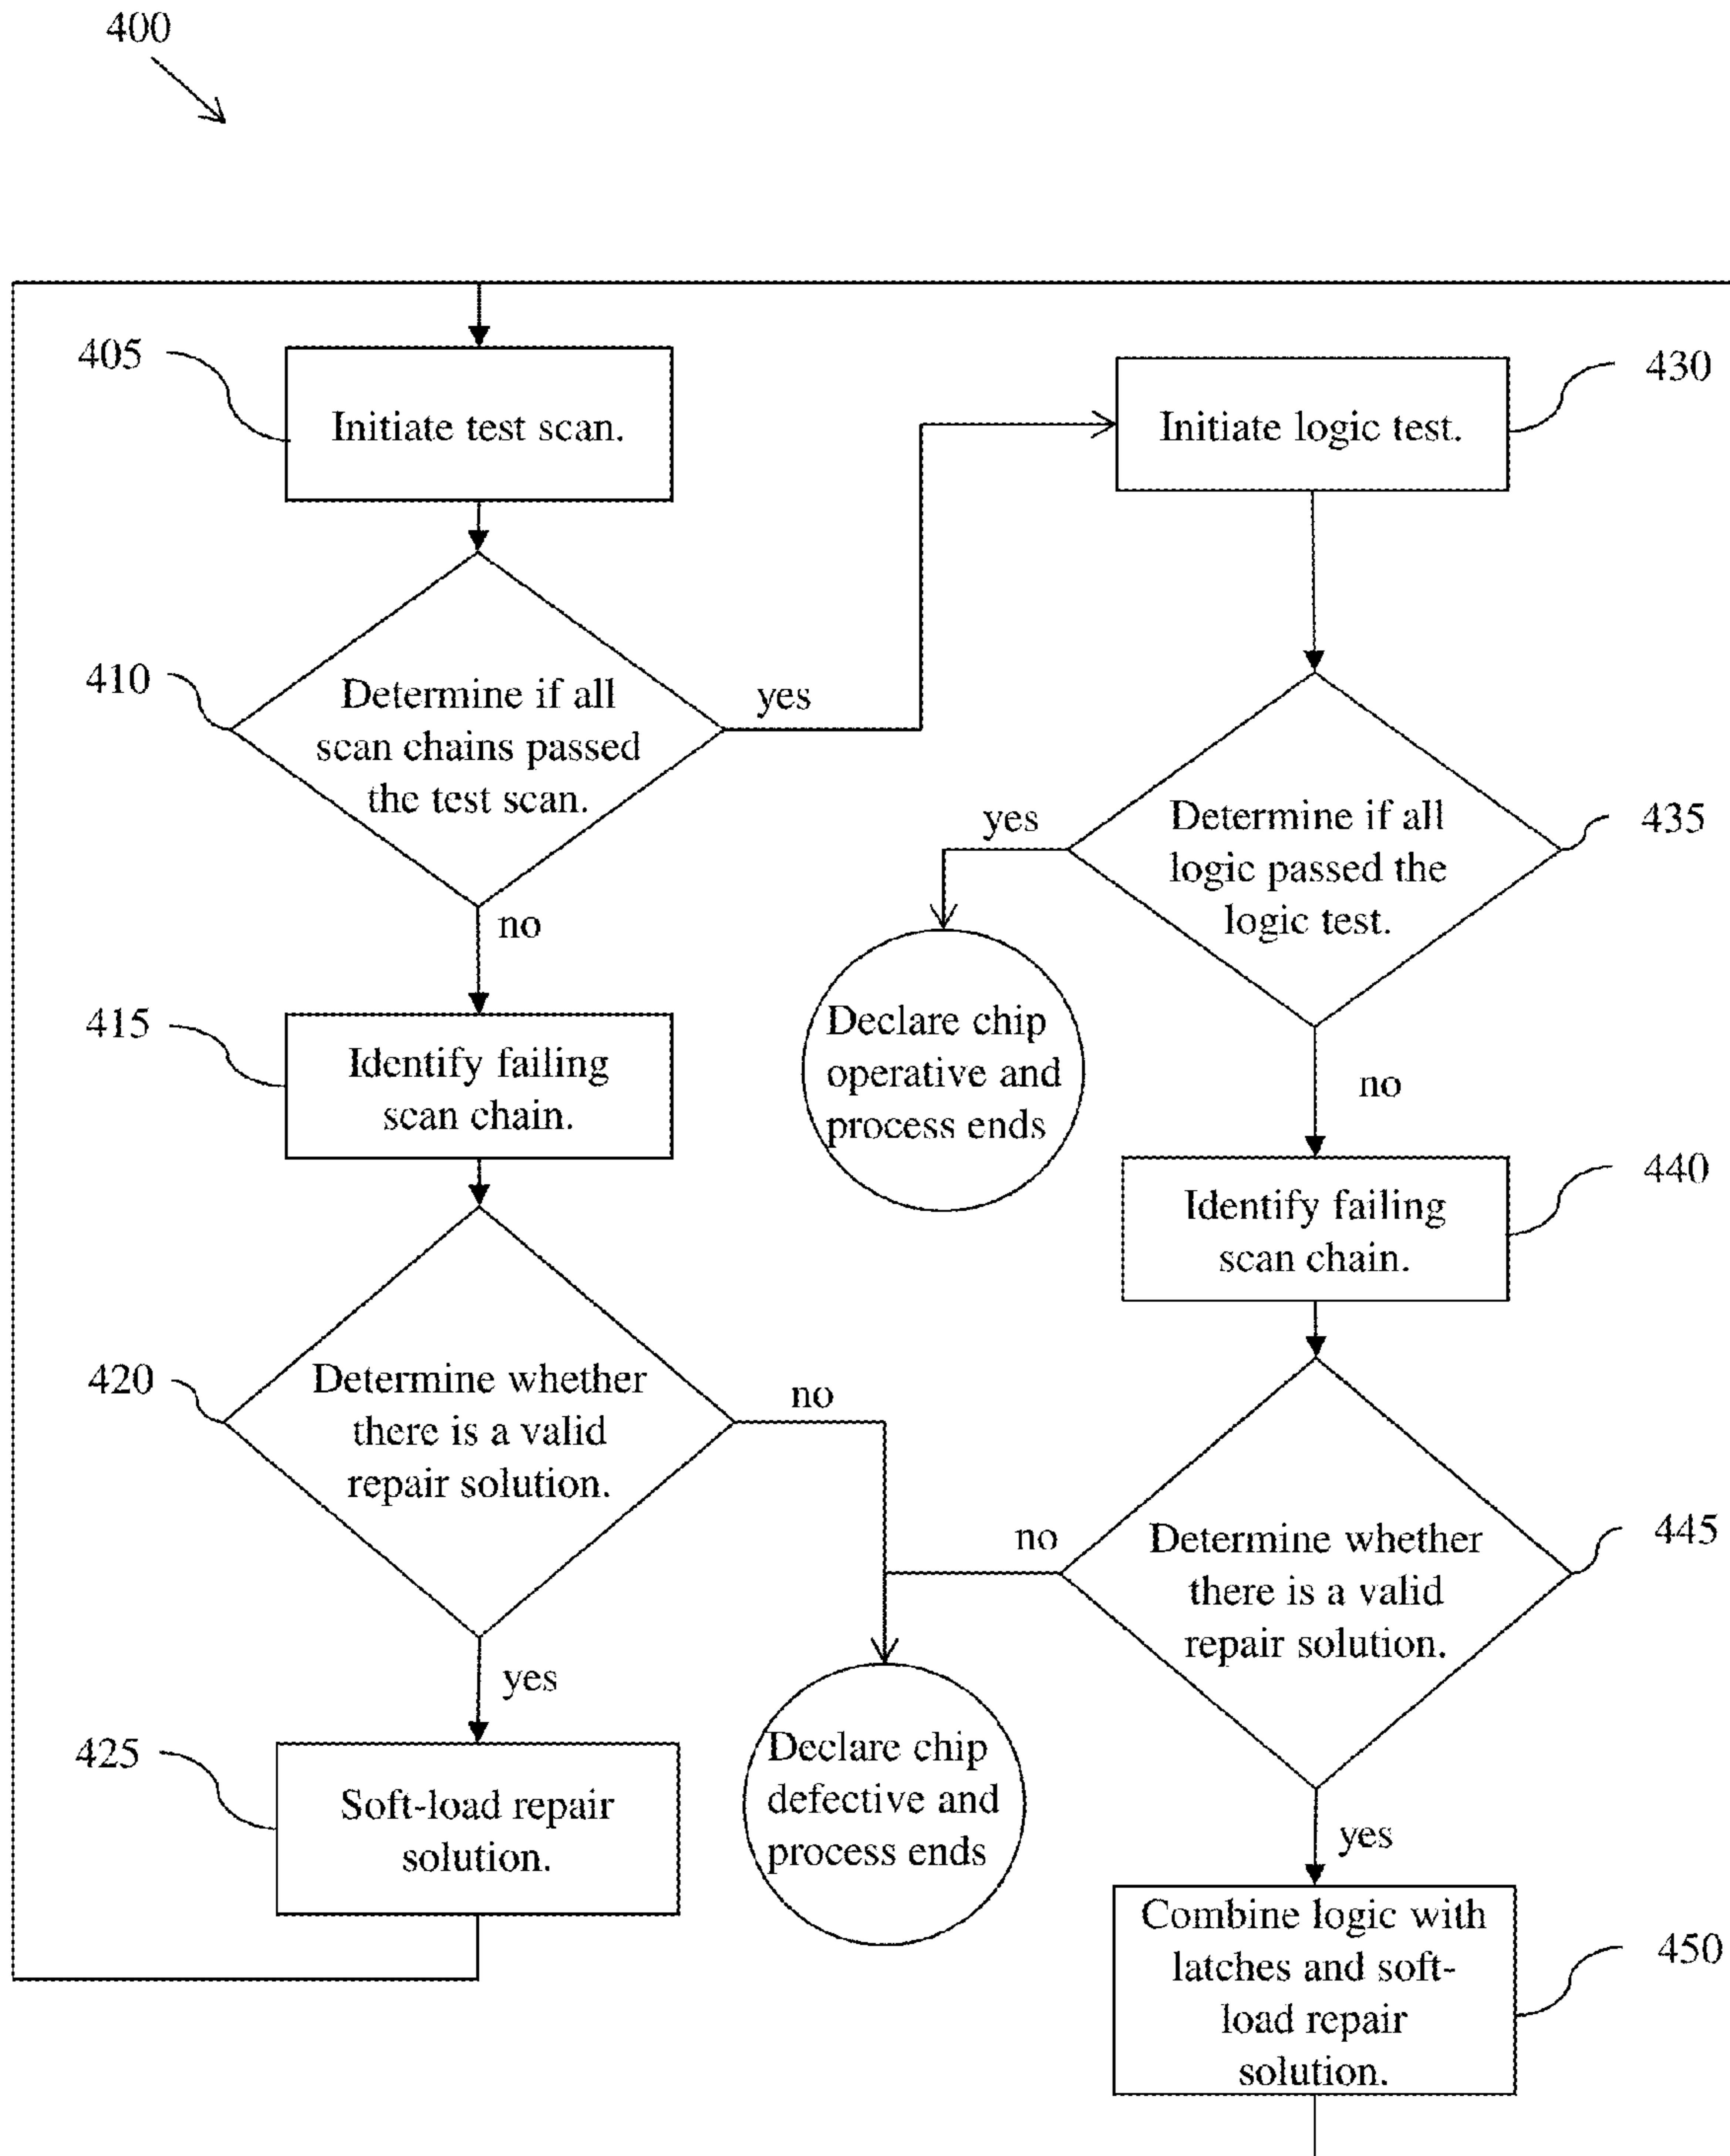 400
405
Initiate test scan.
410
Determine if all
scan chains passed
the test scan.
yes
no
415
Identify failing
scan chain.
420
Determine whether
there is a valid
repair solution.
no
yes
425
Soft-load repair
solution.
430
Initiate logic test.
435
Determine if all
logic passed the
logic test.
yes
Declare chip
operative and
process ends
no
440
Identify failing
scan chain.
445
Determine whether
there is a valid
repair solution.
no
Declare chip
defective and
process ends
yes
450
Combine logic with
latches and soft-
load repair
solution.